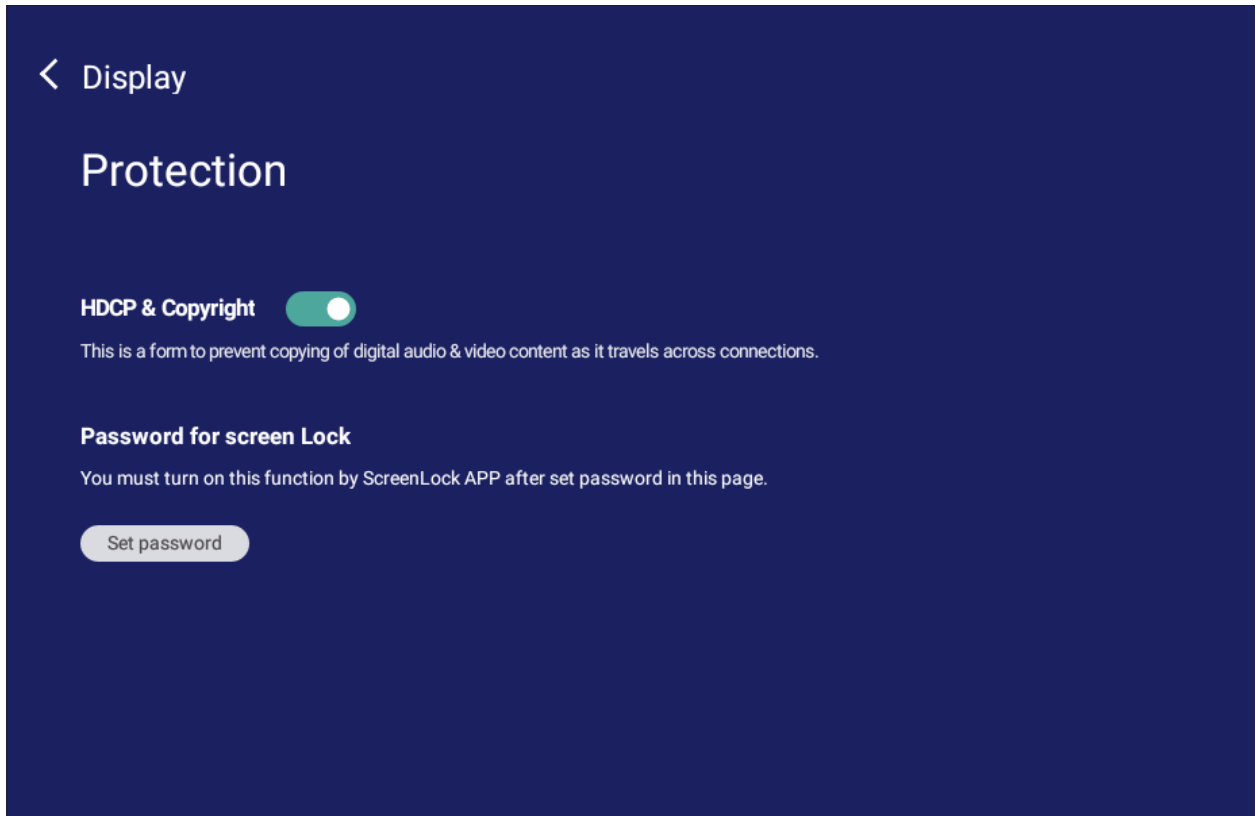 Display
Protection
HDCP & Copyright
This is a form to prevent copying of digital audio & video content as it travels across connections.
Password for screen Lock
You must turn on this function by ScreenLock APP after set password in this page.
Set password